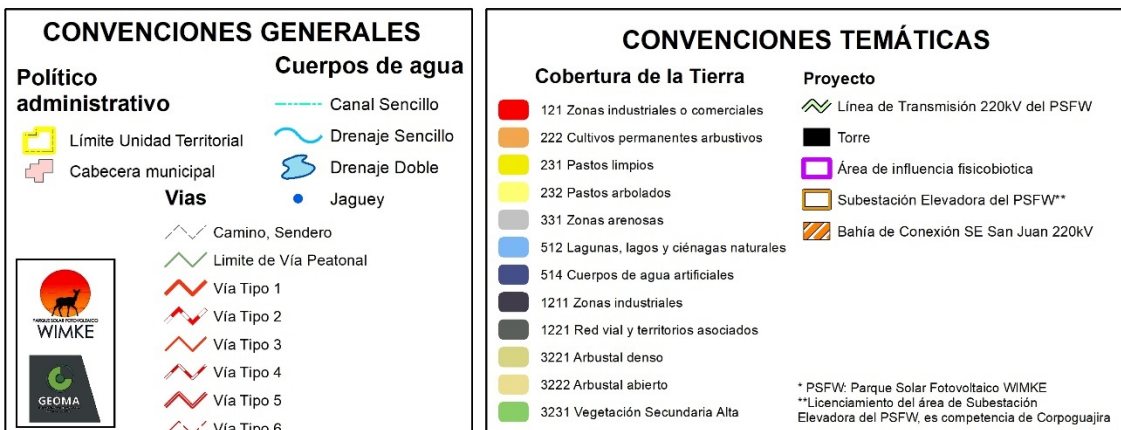 CONVENCIONES GENERALES
Político
administrativo
Límite Unidad Territorial
Cabecera municipal
Cuerpos de agua
Canal Sencillo
Drenaje Sencillo
Drenaje Doble
Jaguey
Vias
Camino, Sendero
Limite de Vía Peatonal
Vía Tipo 1
Vía Tipo 2
Vía Tipo 3
Vía Tipo 4
Vía Tipo 5
Vía Tipo 6
PARQUE SOLAR FOTOVOLTAICO
WIMKE
GEOMA
CONVENCIONES TEMÁTICAS
Cobertura de la Tierra
121 Zonas industriales o comerciales
222 Cultivos permanentes arbustivos
231 Pastos limpios
232 Pastos arbolados
331 Zonas arenosas
512 Lagunas, lagos y ciénagas naturales
514 Cuerpos de agua artificiales
1211 Zonas industriales
1221 Red vial y territorios asociados
3221 Arbustal denso
3222 Arbustal abierto
3231 Vegetación Secundaria Alta
Proyecto
Línea de Transmisión 220kV del PSFW
Torre
Área de influencia fisicobiotica
Subestación Elevadora del PSFW**
Bahía de Conexión SE San Juan 220kV
* PSFW: Parque Solar Fotovoltaico WIMKE
**Licenciamiento del área de Subestación
Elevadora del PSFW, es competencia de Corpoguajira